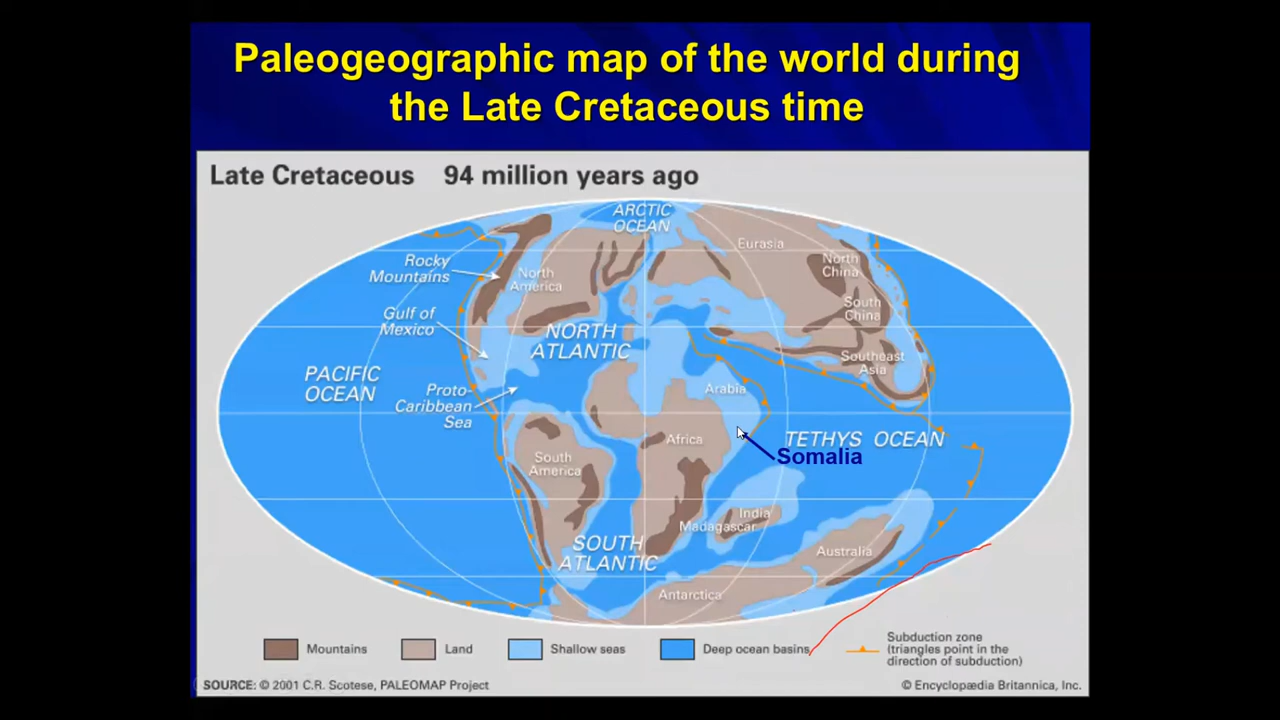 Paleogeographic map of the world during
the Late Cretaceous time
Late Cretaceous 94 million years ago
ARCTIC
OCEAN
Eurasia
Rocky
Mountains
North
America
North
China
South
China
Gulf of
Mexico
NORTH
ATLANTIC
Southeast
Asia
PACIFIC
OCEAN
Proto-
Caribbean
Sea
Arabia
Africa
TETHYS OCEAN
Somalia
South
America
India
Madagascar
SOUTH
ATLANTIC
Australia
Antarctica
Mountains
Land
Shallow seas
Deep ocean basins
Subduction zone
(triangles point in the
direction of subduction)
SOURCE: © 2001 C.R. Scotese, PALEOMAP Project
© Encyclopædia Britannica, Inc.